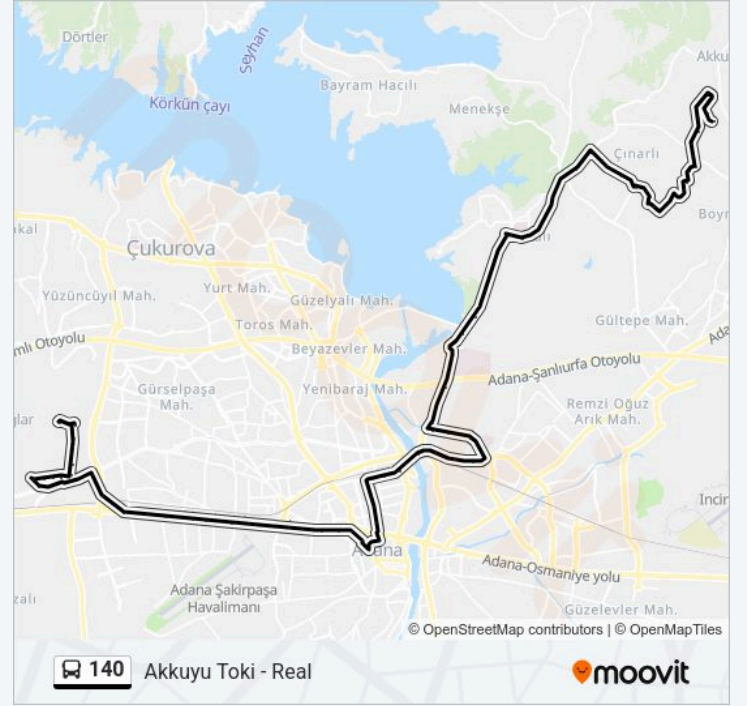 Dörtler
Seyhan
Akku
Bayram Hacılı
Körkün çayı
Menekşe
Çınarlı
Boyr
Çukurova
Yurt Mah.
Yüzüncüyıl Mah.
Güzelyalı Mah.
Toros Mah.
Gültepe Mah.
mlı Otoyolu
Beyazevler Mah.
Ada
Adana-Şanlıurfa Otoyolu
Gürselpaşa
Mah.
Yenibaraj Mah.
Remzi Oğuz
Arık Mah.
ğlar
Incir
Adana
Adana-Osmaniye yolu
Adana Şakirpaşa
Havalimanı
zalı
Güzelevler Mah.
© OpenStreetMap contributors | © OpenMapTiles
140 Akkuyu Toki - Real
moovit